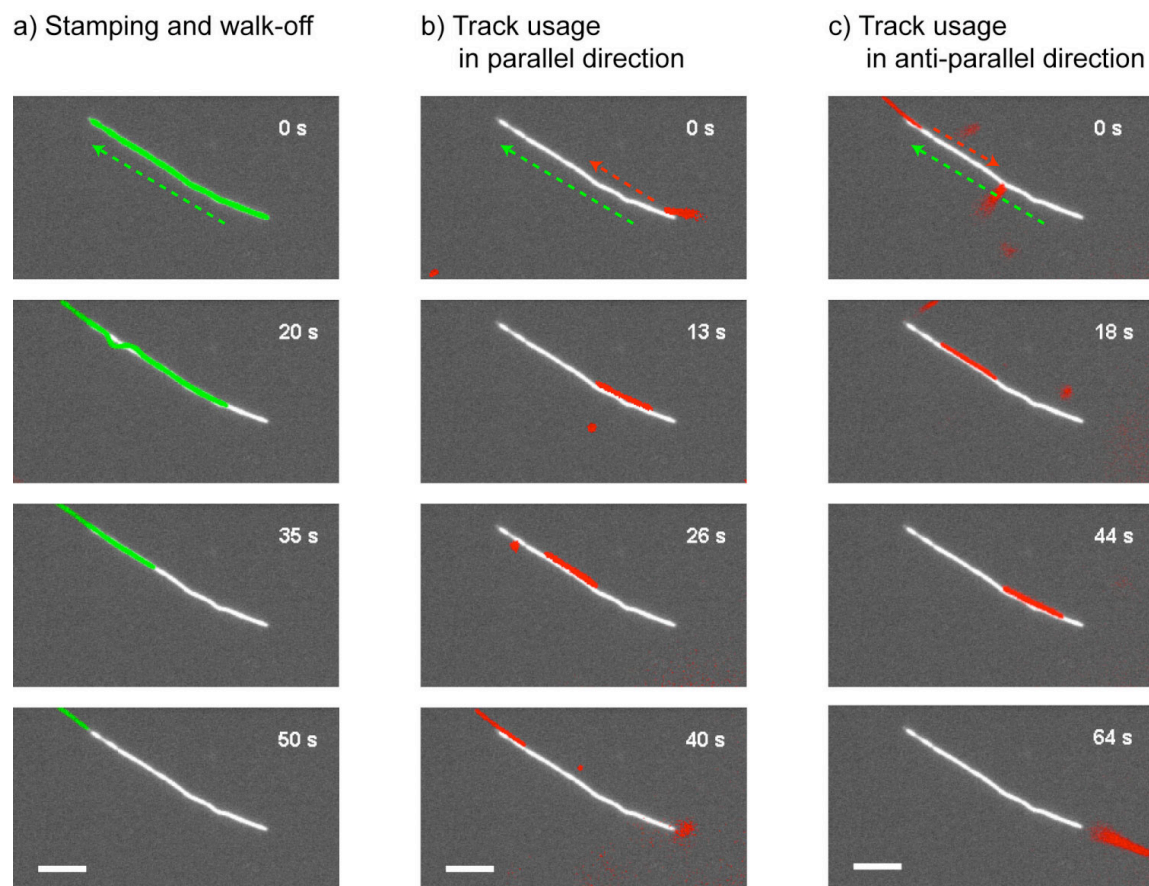 a) Stamping and walk-off
b) Track usage
in parallel direction
c) Track usage
in anti-parallel direction
0 s
0 s
0 s
20 s
13 s
18 s
35 s
26 s
44 s
50 s
40 s
64 s